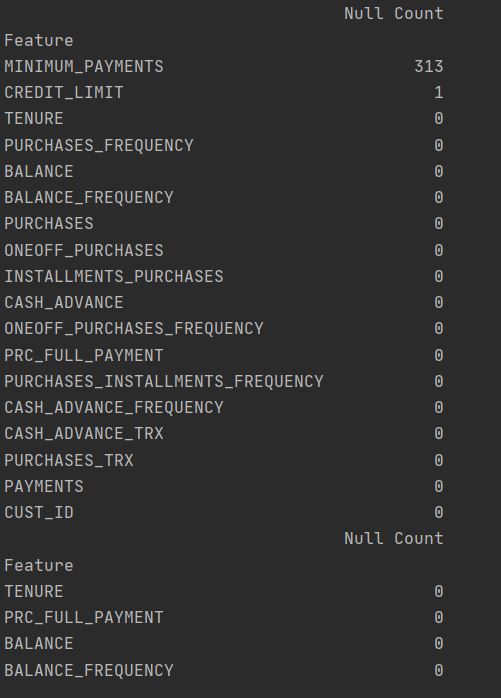 Null Count
Feature
MINIMUM_PAYMENTS 313
CREDIT_LIMIT 1
TENURE 0
PURCHASES_FREQUENCY 0
BALANCE 0
BALANCE_FREQUENCY 0
PURCHASES 0
ONEOFF_PURCHASES 0
INSTALLMENTS_PURCHASES 0
CASH_ADVANCE 0
ONEOFF_PURCHASES_FREQUENCY 0
PRC_FULL_PAYMENT 0
PURCHASES_INSTALLMENTS_FREQUENCY 0
CASH_ADVANCE_FREQUENCY 0
CASH_ADVANCE_TRX 0
PURCHASES_TRX 0
PAYMENTS 0
CUST_ID 0
Null Count
Feature
TENURE 0
PRC_FULL_PAYMENT 0
BALANCE 0
BALANCE_FREQUENCY 0